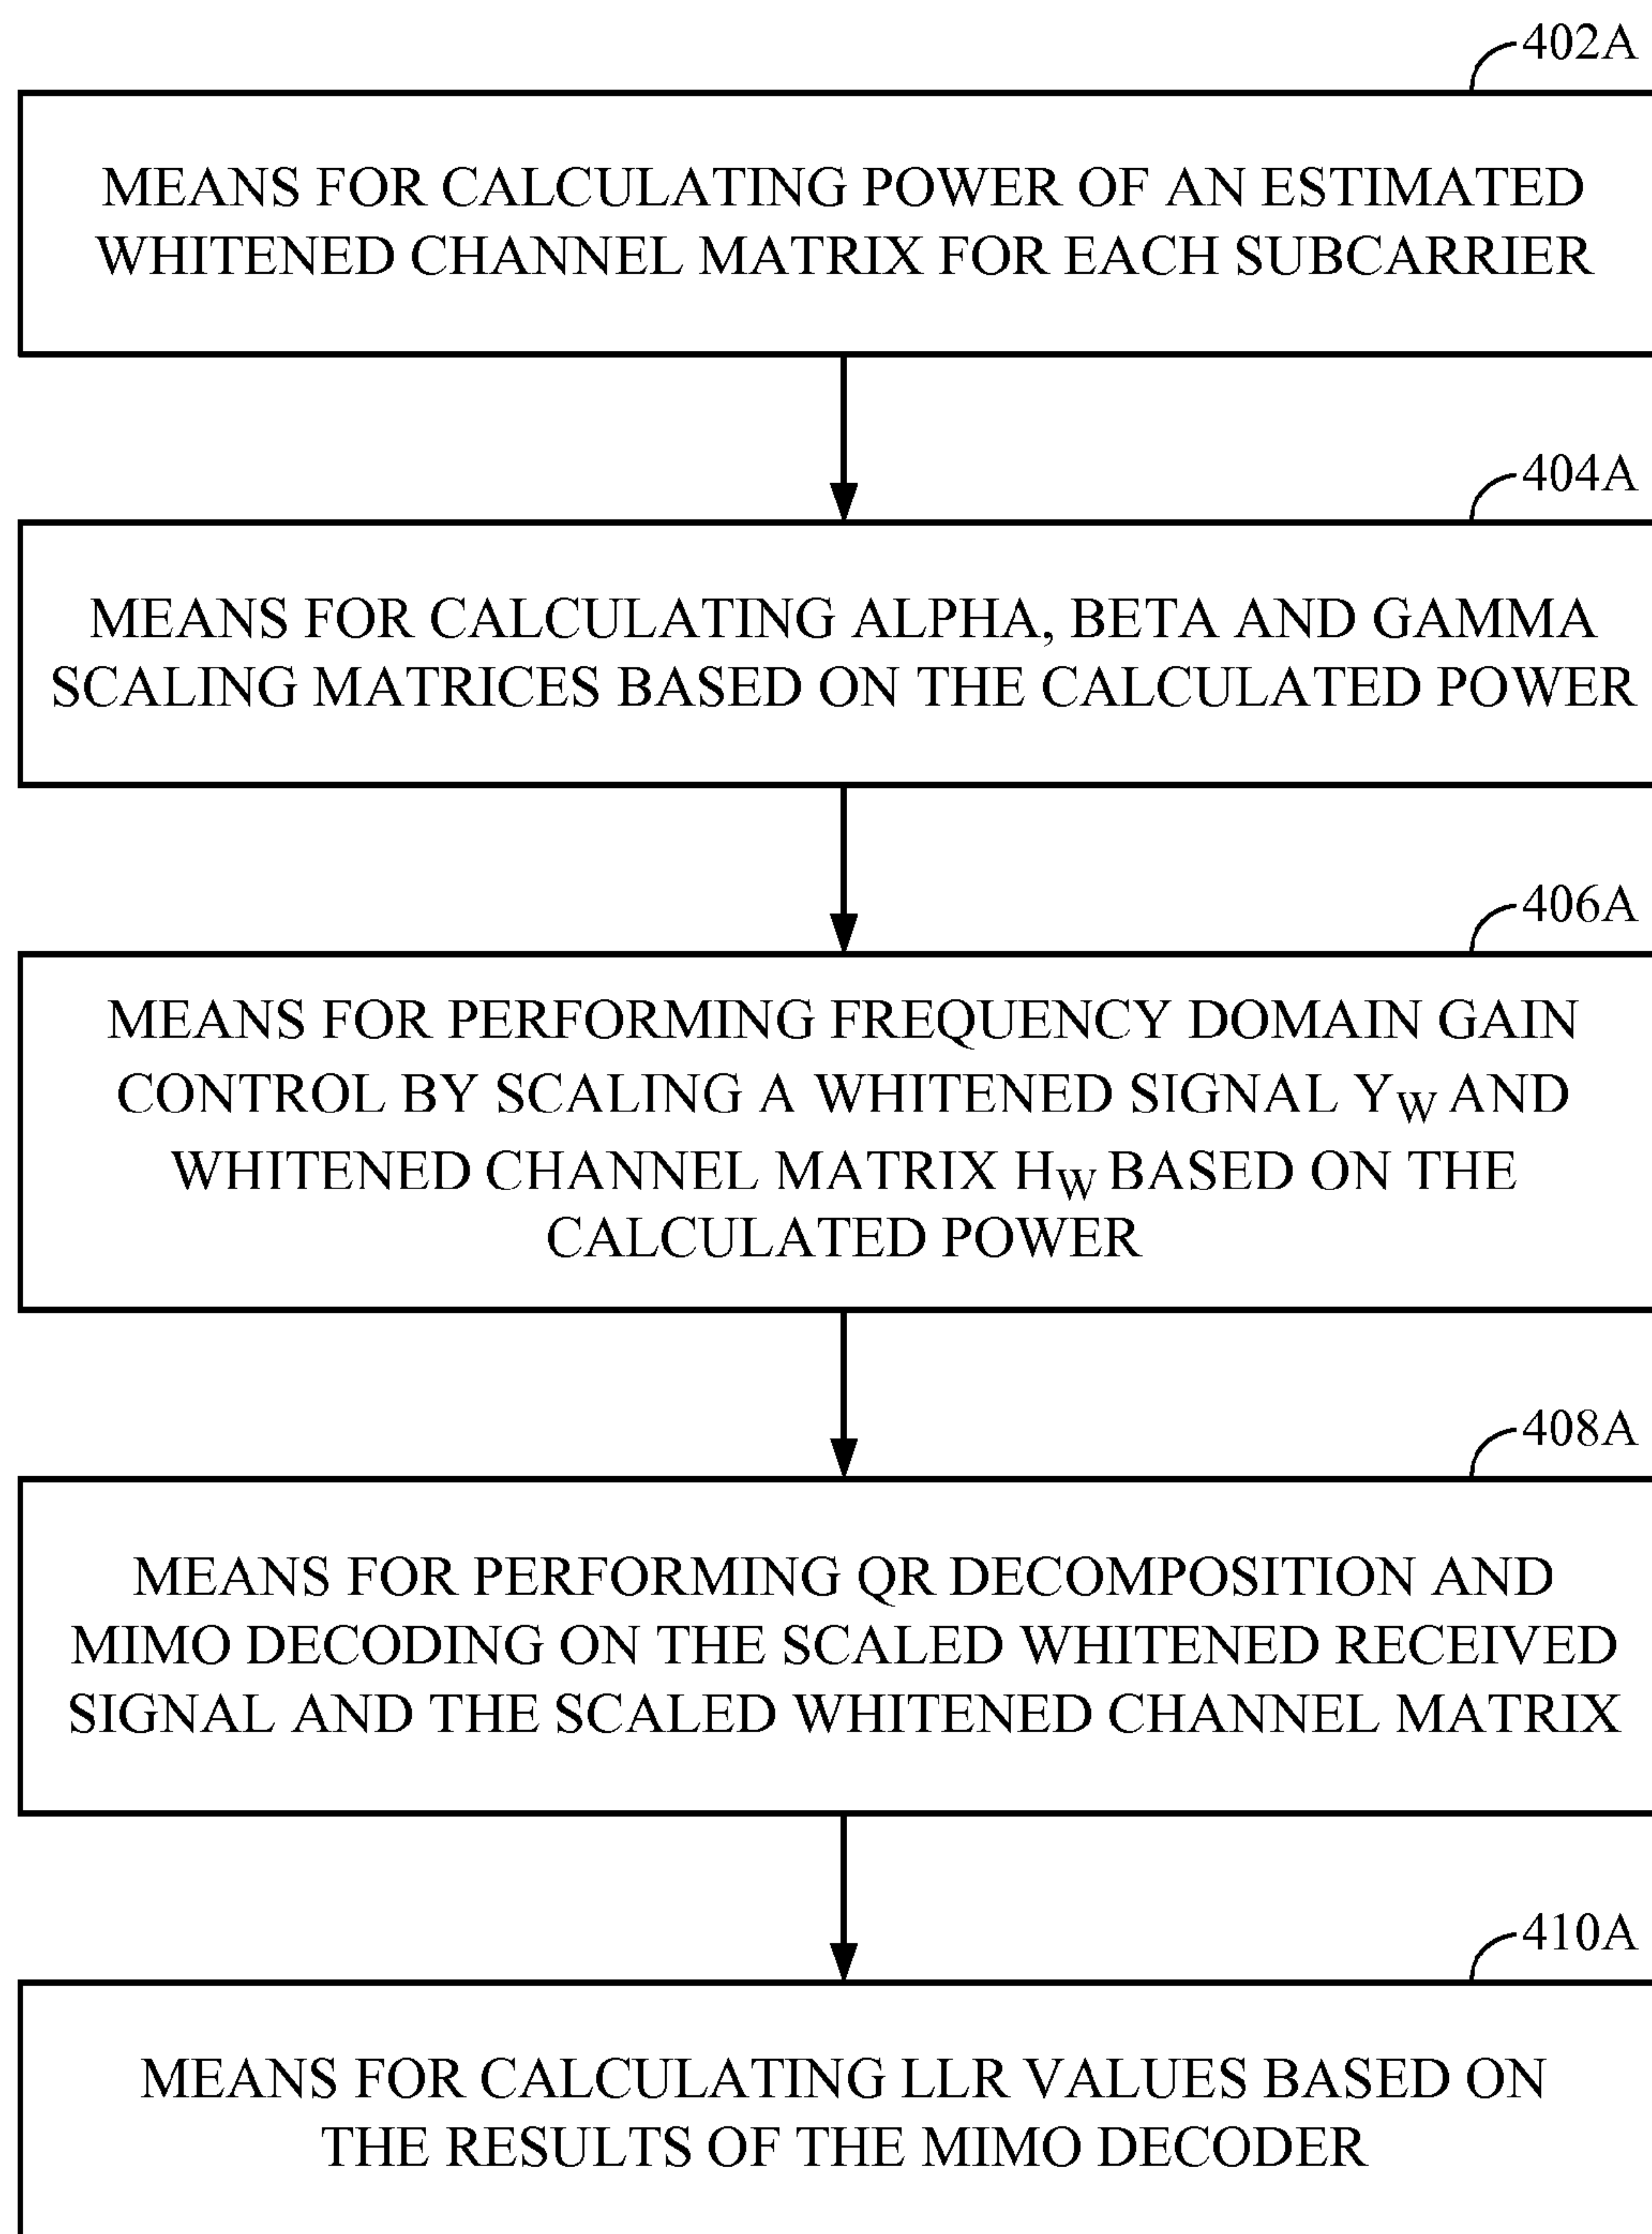 402A
MEANS FOR CALCULATING POWER OF AN ESTIMATED
WHITENED CHANNEL MATRIX FOR EACH SUBCARRIER
404A
MEANS FOR CALCULATING ALPHA, BETA AND GAMMA
SCALING MATRICES BASED ON THE CALCULATED POWER
406A
MEANS FOR PERFORMING FREQUENCY DOMAIN GAIN
CONTROL BY SCALING A WHITENED SIGNAL YW AND
WHITENED CHANNEL MATRIX HW BASED ON THE
CALCULATED POWER
408A
MEANS FOR PERFORMING QR DECOMPOSITION AND
MIMO DECODING ON THE SCALED WHITENED RECEIVED
SIGNAL AND THE SCALED WHITENED CHANNEL MATRIX
410A
MEANS FOR CALCULATING LLR VALUES BASED ON
THE RESULTS OF THE MIMO DECODER